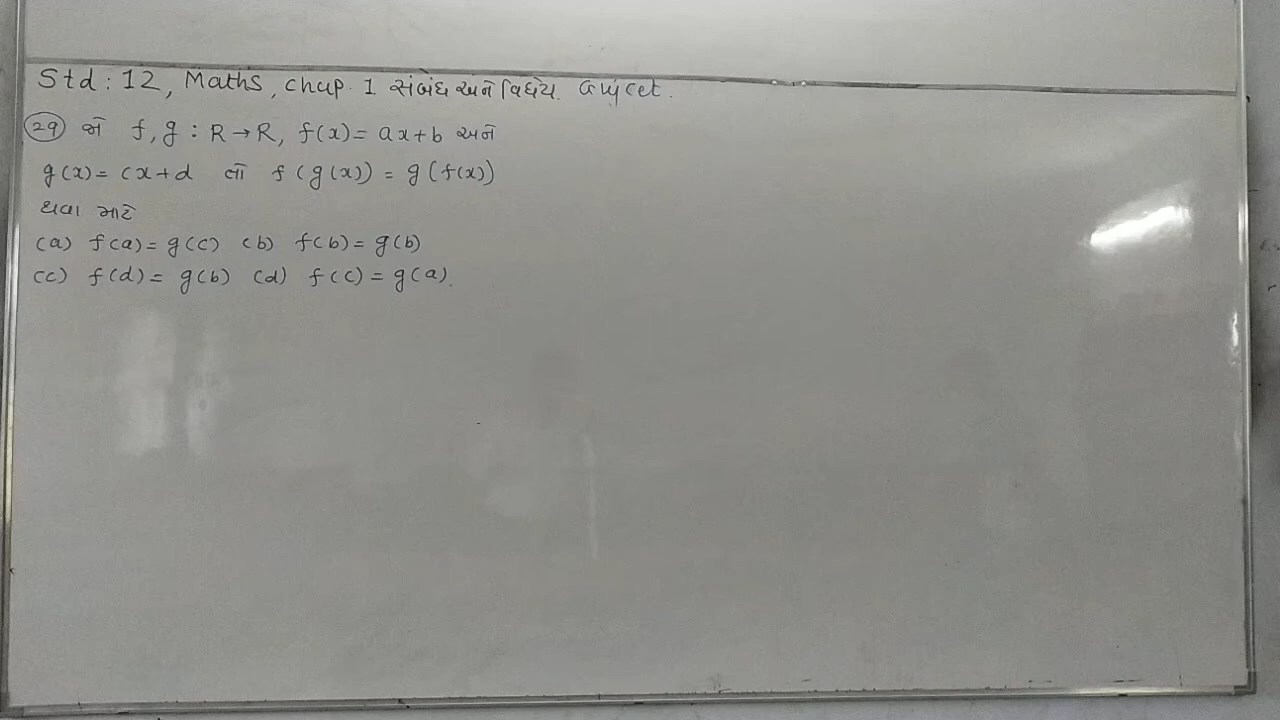 Std : 12, Maths, chap. 1 સંબંધ અને વિધેય. Gujcet.
(29) જો f, g : R → R, f(x) = ax + b અને
g(x) = cx + d તો f(g(x)) = g(f(x))
થવા માટે
(a) f(a) = g(c) (b) f(b) = g(b)
(c) f(d) = g(b) (d) f(c) = g(a).